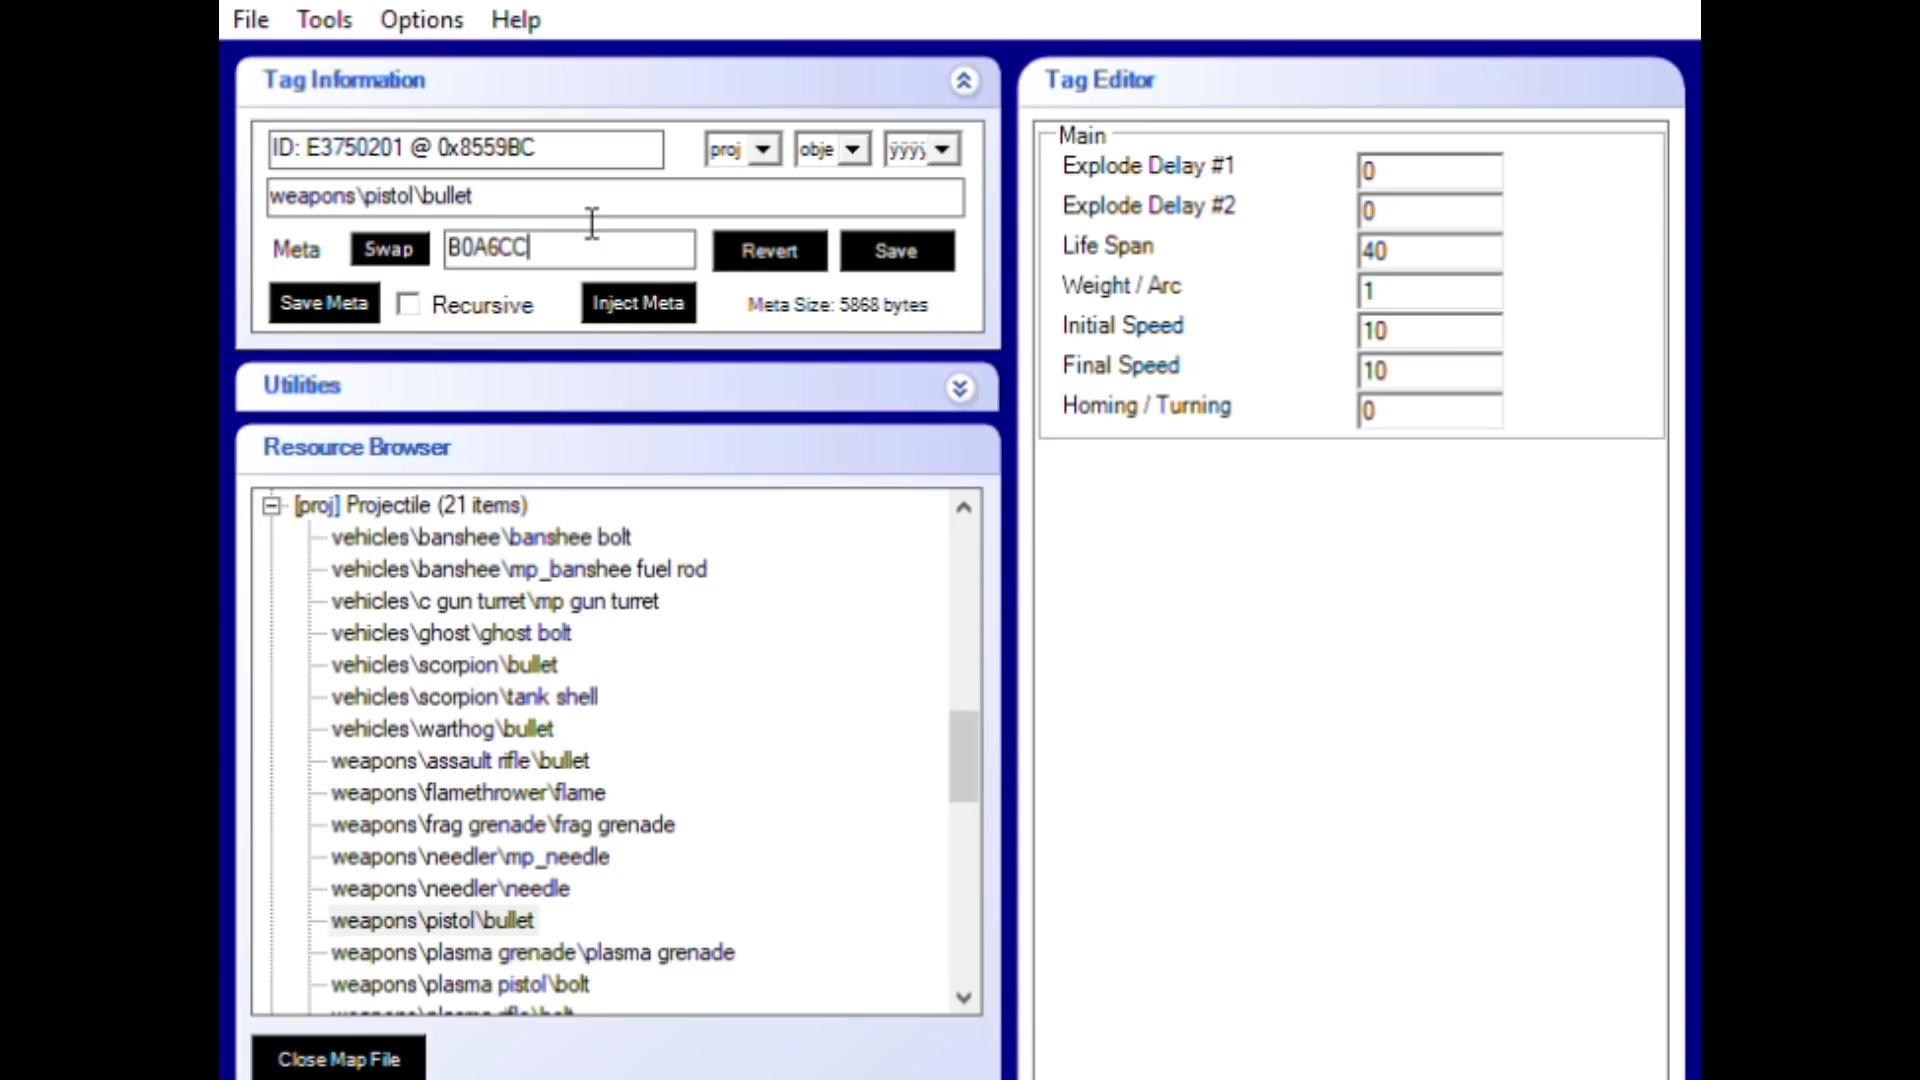 File Tools Options Help
Tag Information
ID: E3750201 @ 0x8559BC proj obje ÿÿÿÿ
weapons\pistol\bullet
Meta Swap B0A6CC Revert Save
Save Meta Recursive Inject Meta Meta Size: 5868 bytes
Utilities
Resource Browser
[proj] Projectile (21 items)
vehicles\banshee\banshee bolt
vehicles\banshee\mp_banshee fuel rod
vehicles\c gun turret\mp gun turret
vehicles\ghost\ghost bolt
vehicles\scorpion\bullet
vehicles\scorpion\tank shell
vehicles\warthog\bullet
weapons\assault rifle\bullet
weapons\flamethrower\flame
weapons\frag grenade\frag grenade
weapons\needler\mp_needle
weapons\needler\needle
weapons\pistol\bullet
weapons\plasma grenade\plasma grenade
weapons\plasma pistol\bolt
weapons\plasma rifle\bolt
Close Map File
Tag Editor
Main
Explode Delay #1 0
Explode Delay #2 0
Life Span 40
Weight / Arc 1
Initial Speed 10
Final Speed 10
Homing / Turning 0